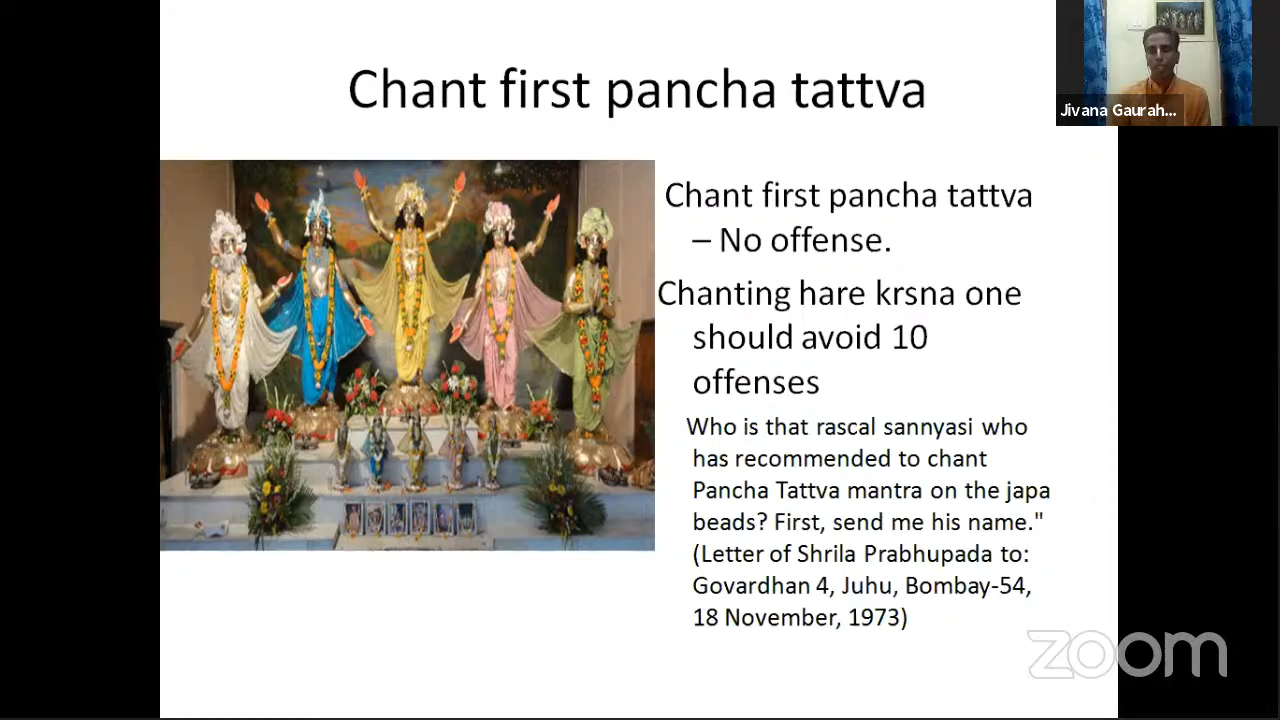 Chant first pancha tattva
Jivana Gaurah...
Chant first pancha tattva
– No offense.
Chanting hare krsna one
should avoid 10
offenses
Who is that rascal sannyasi who
has recommended to chant
Pancha Tattva mantra on the japa
beads? First, send me his name."
(Letter of Shrila Prabhupada to:
Govardhan 4, Juhu, Bombay-54,
18 November, 1973)
zoom